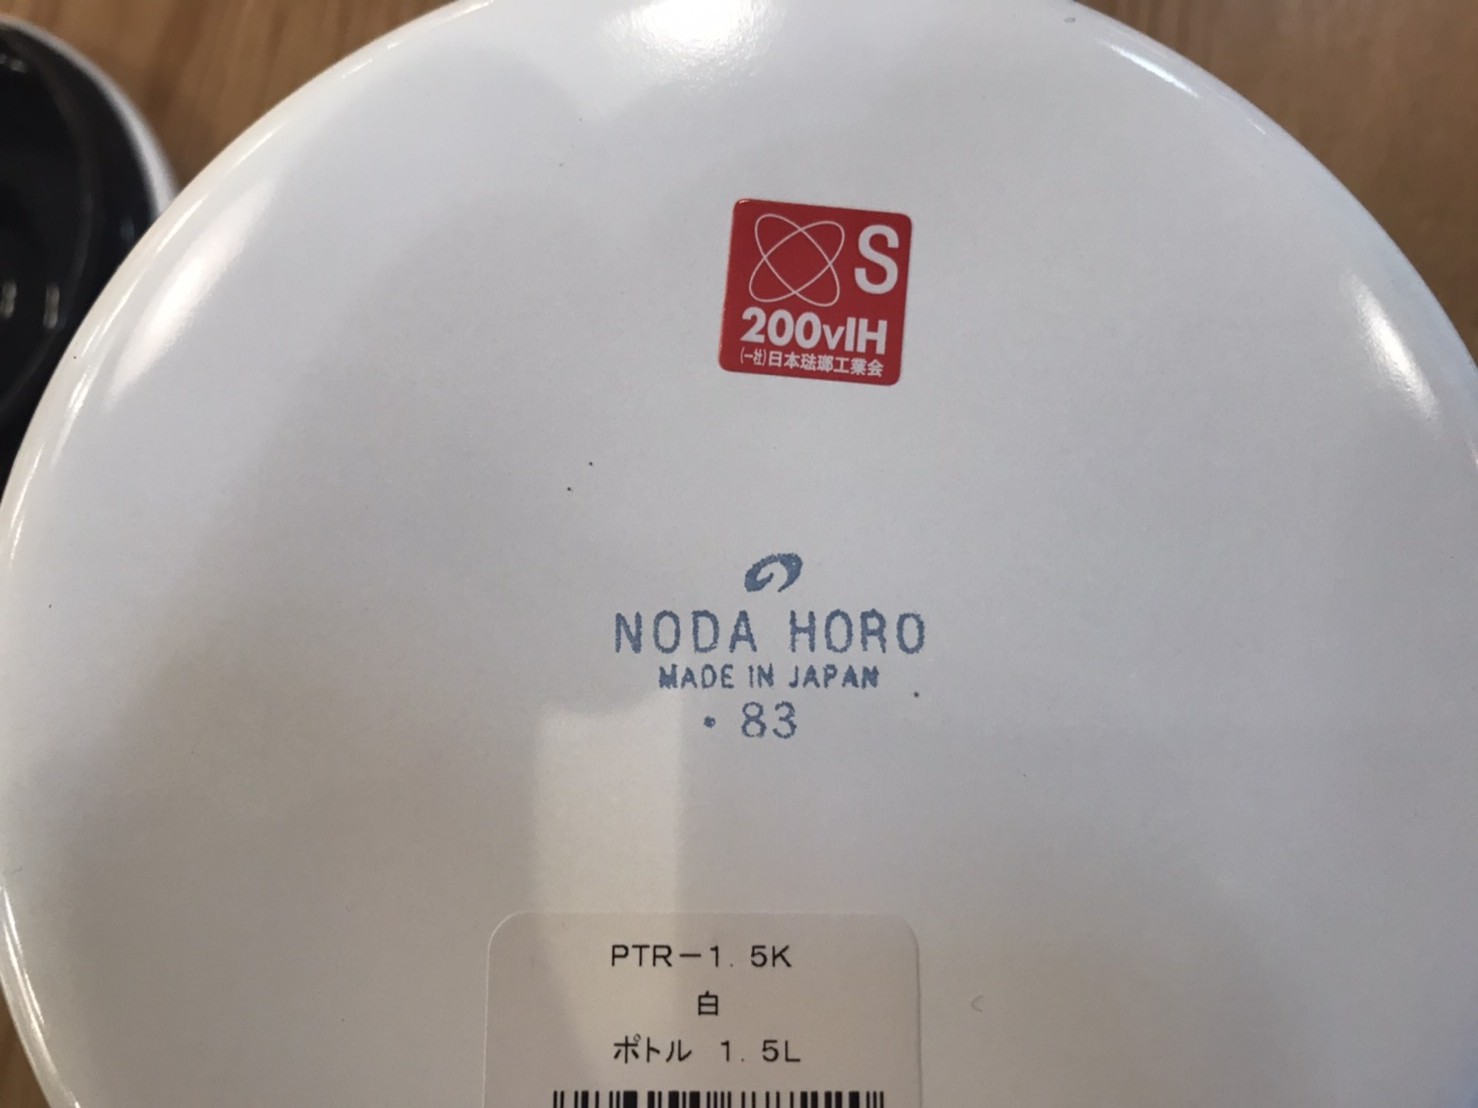 S
200vIH
(一社)日本琺瑯工業会
NODA HORO
MADE IN JAPAN
・83
PTR－1．5K
白
ポトル 1．5L